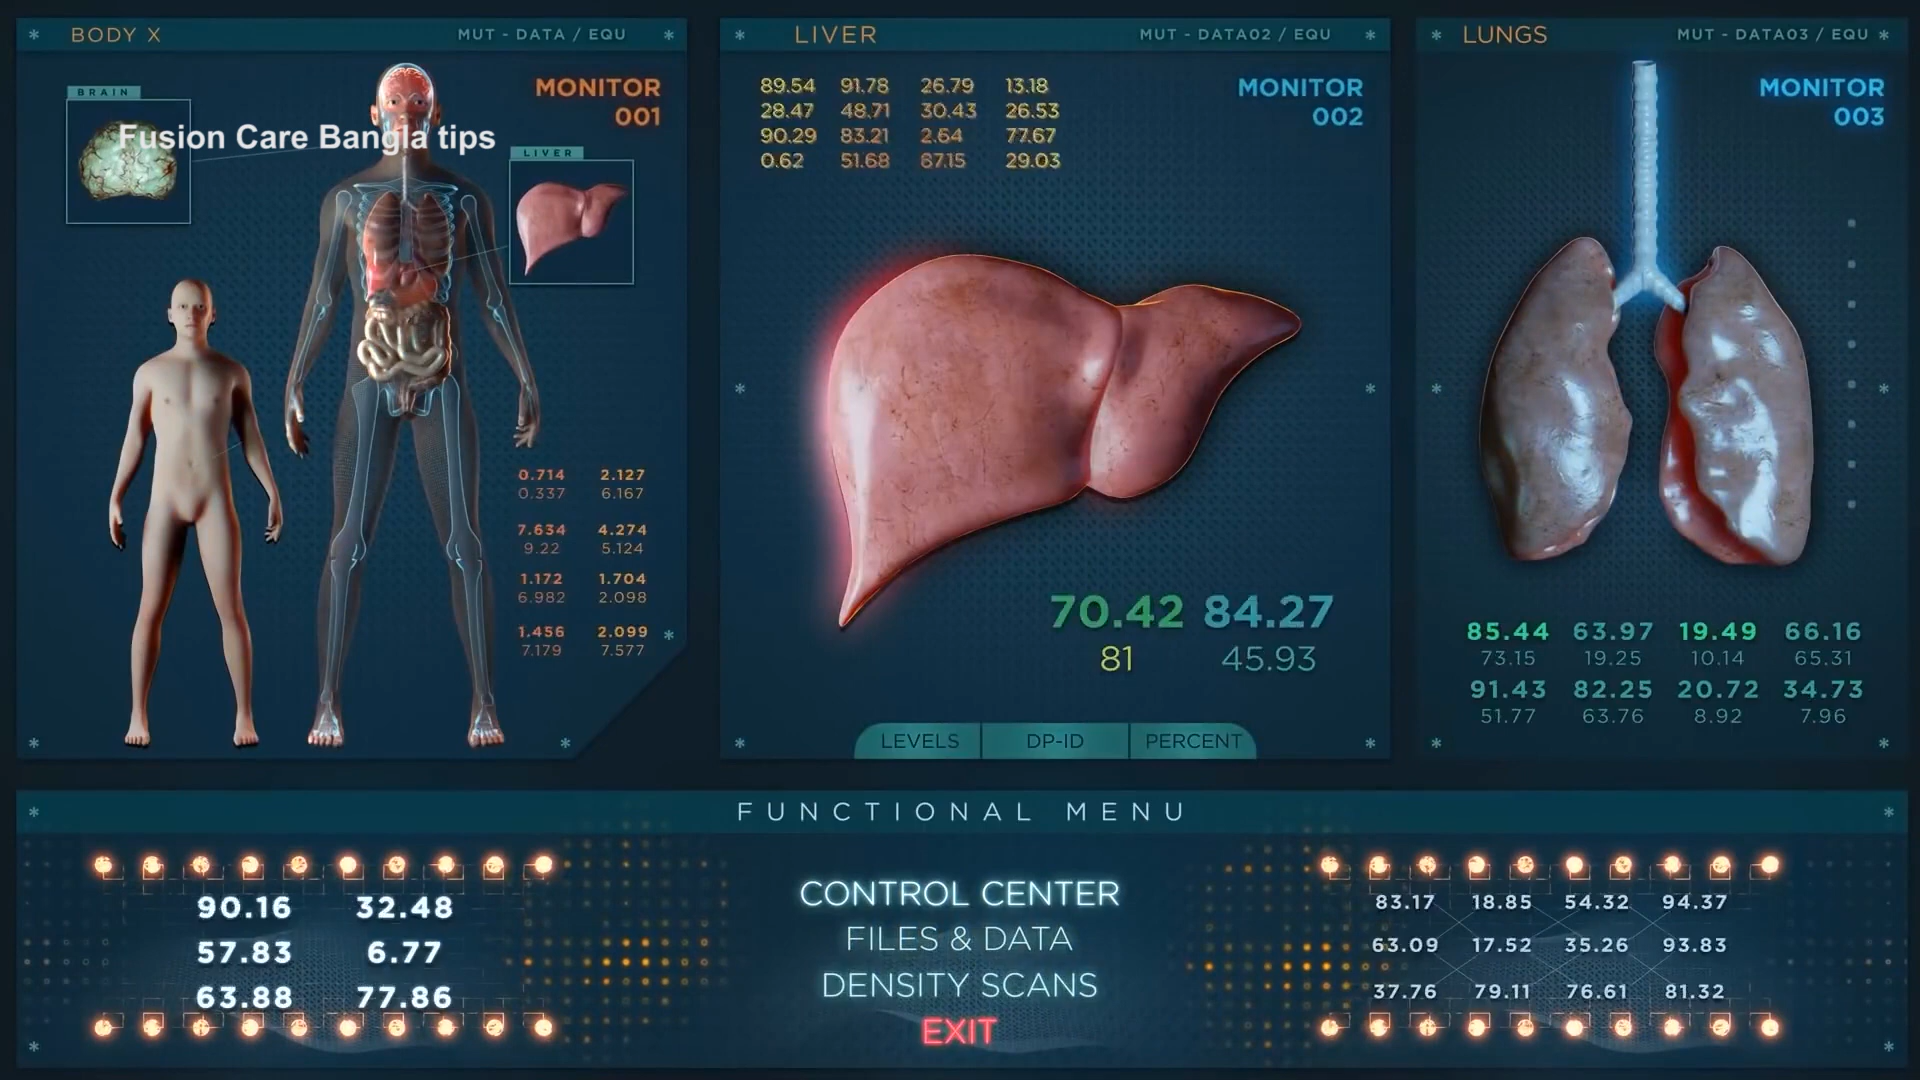 BODY X
MUT - DATA / EQU
BRAIN
MONITOR
001
Fusion Care Bangla tips
LIVER
0.714 2.127
0.337 6.167
7.634 4.274
9.22 5.124
1.172 1.704
6.982 2.098
1.456 2.099
7.179 7.577
LIVER
MUT - DATA02 / EQU
89.54 91.78 26.79 13.18
28.47 48.71 30.43 26.53
90.29 83.21 2.64 77.67
0.62 51.68 87.15 29.03
MONITOR
002
70.42 84.27
81 45.93
LEVELS DP-ID PERCENT
LUNGS
MUT - DATA03 / EQU
MONITOR
003
85.44 63.97 19.49 66.16
73.15 19.25 10.14 65.31
91.43 82.25 20.72 34.73
51.77 63.76 8.92 7.96
FUNCTIONAL MENU
90.16 32.48
57.83 6.77
63.88 77.86
CONTROL CENTER
FILES & DATA
DENSITY SCANS
EXIT
83.17 18.85 54.32 94.37
63.09 17.52 35.26 93.83
37.76 79.11 76.61 81.32